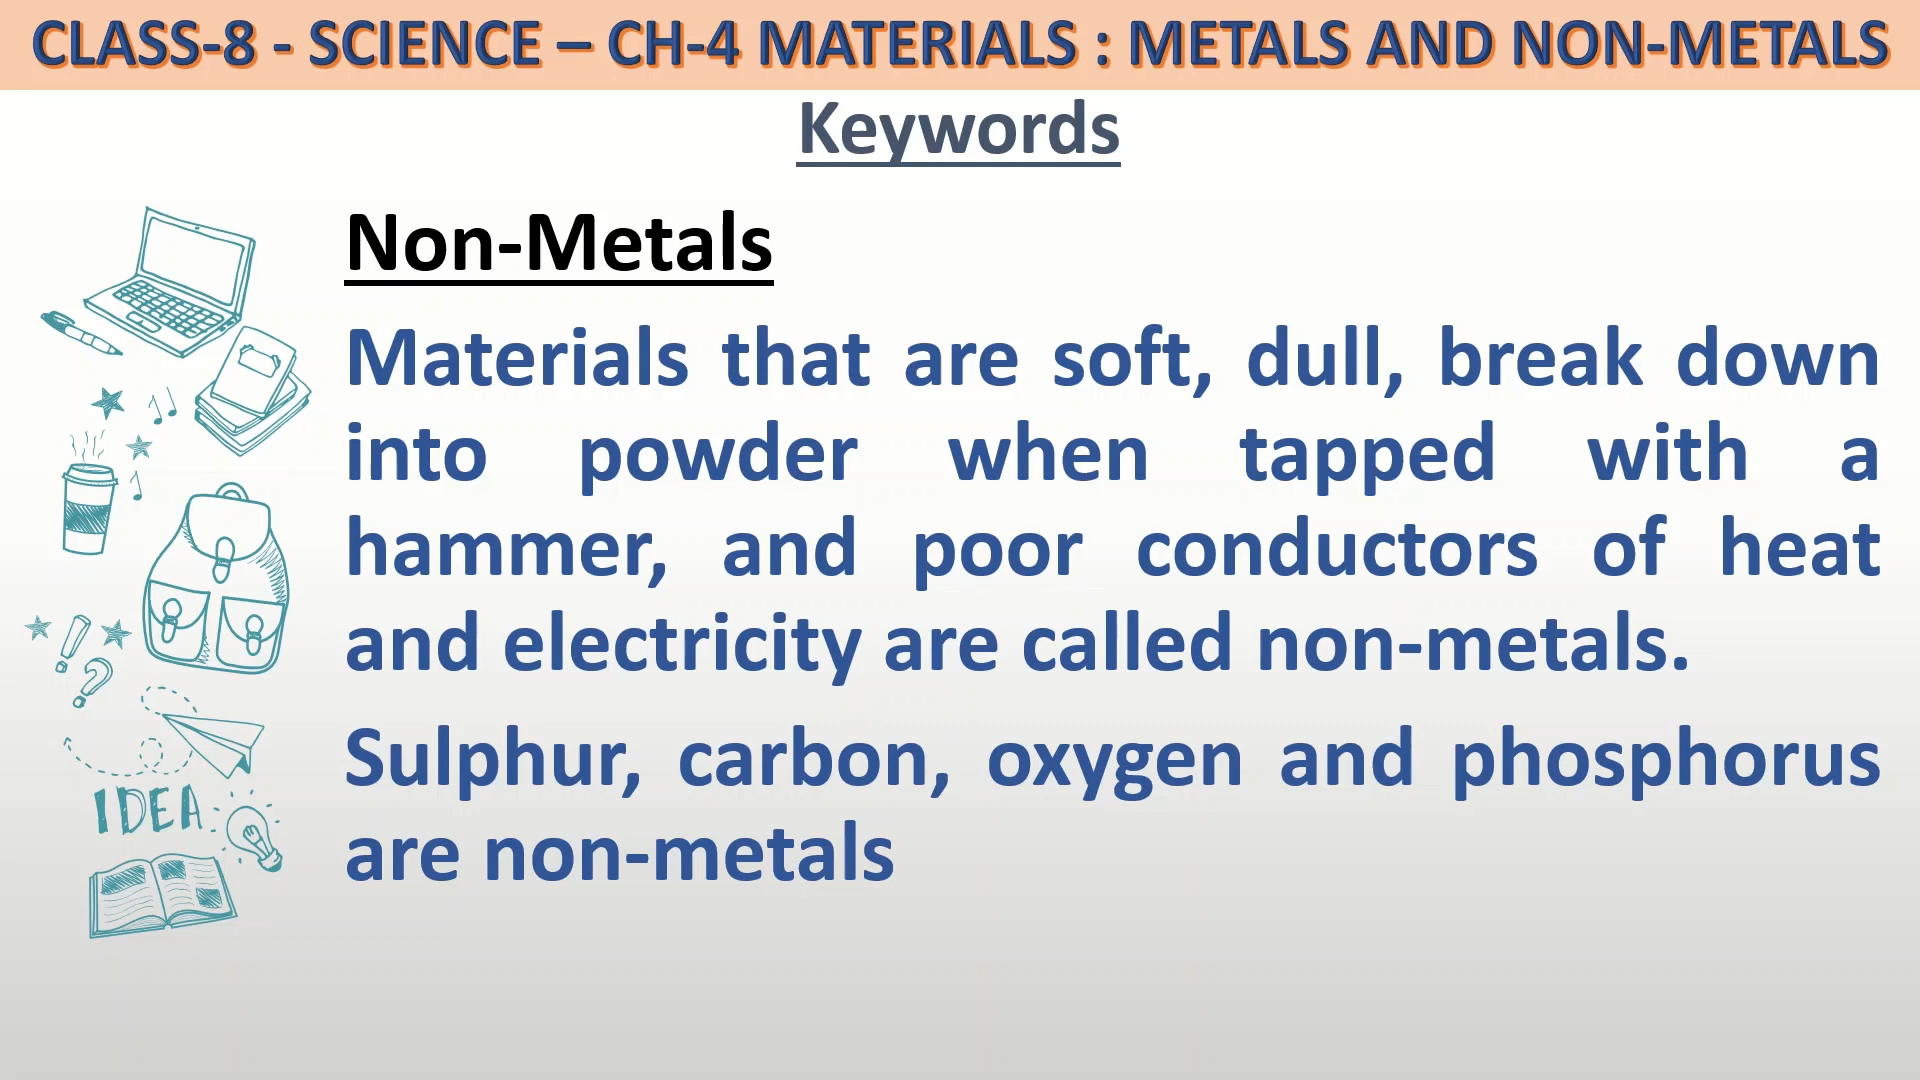 CLASS-8 - SCIENCE – CH-4 MATERIALS : METALS AND NON-METALS
Keywords
Non-Metals
Materials that are soft, dull, break down
into powder when tapped with a
hammer, and poor conductors of heat
and electricity are called non-metals.
Sulphur, carbon, oxygen and phosphorus
are non-metals
IDEA